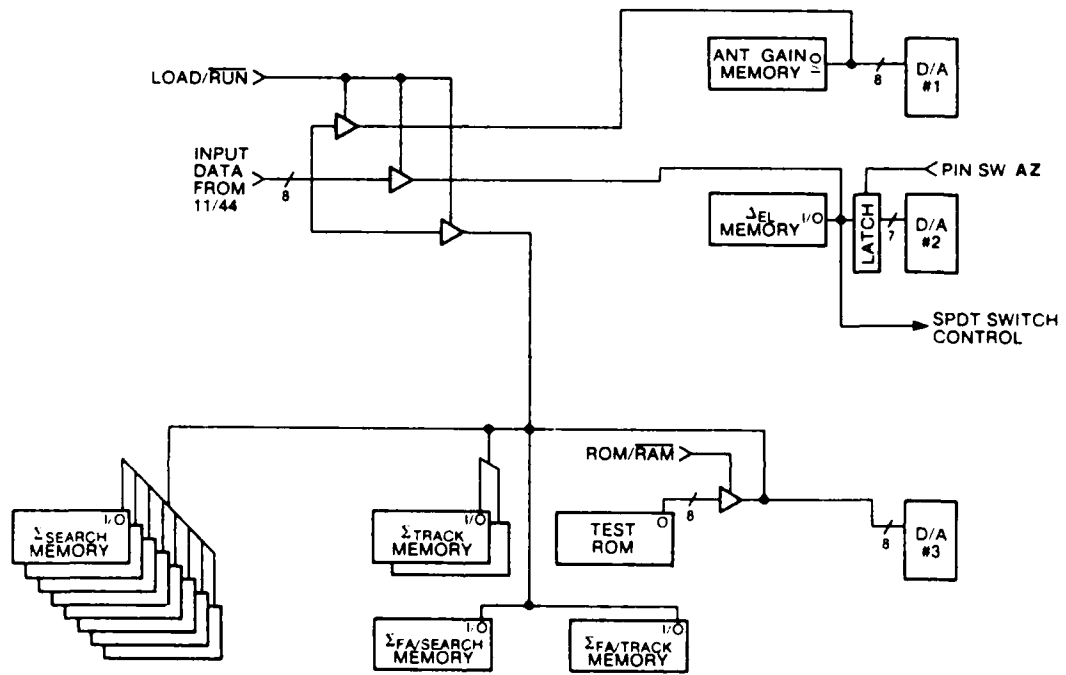 LOAD/R̅U̅N̅
INPUT
DATA
FROM
11/44
8
ANT GAIN
MEMORY
I/O
8
D/A
#1
PIN SW AZ
ΔEL
MEMORY
I/O
LATCH
7
D/A
#2
SPDT SWITCH
CONTROL
ΣSEARCH
MEMORY
I/O
ΣTRACK
MEMORY
I/O
ROM/R̅A̅M̅
8
TEST
ROM
O
8
D/A
#3
ΣFA/SEARCH
MEMORY
I/O
ΣFA/TRACK
MEMORY
I/O